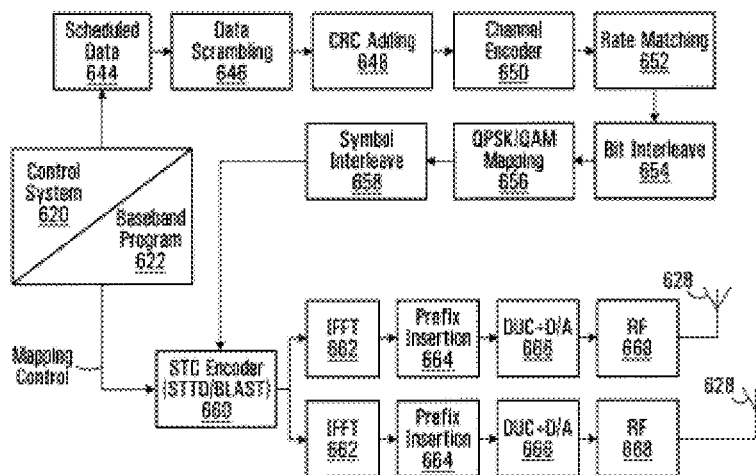 Scheduled Data 644
Data Scrambling 646
CRC Adding 648
Channel Encoder 650
Rate Matching 652
Symbol Interleave 658
QPSK/QAM Mapping 656
Bit Interleave 654
Control System 620
Baseband Program 622
Mapping Control
STC Encoder (STTD/BLAST) 660
IFFT 662
Prefix Insertion 664
DUC+D/A 666
RF 668
628
IFFT 662
Prefix Insertion 664
DUC+D/A 666
RF 668
628